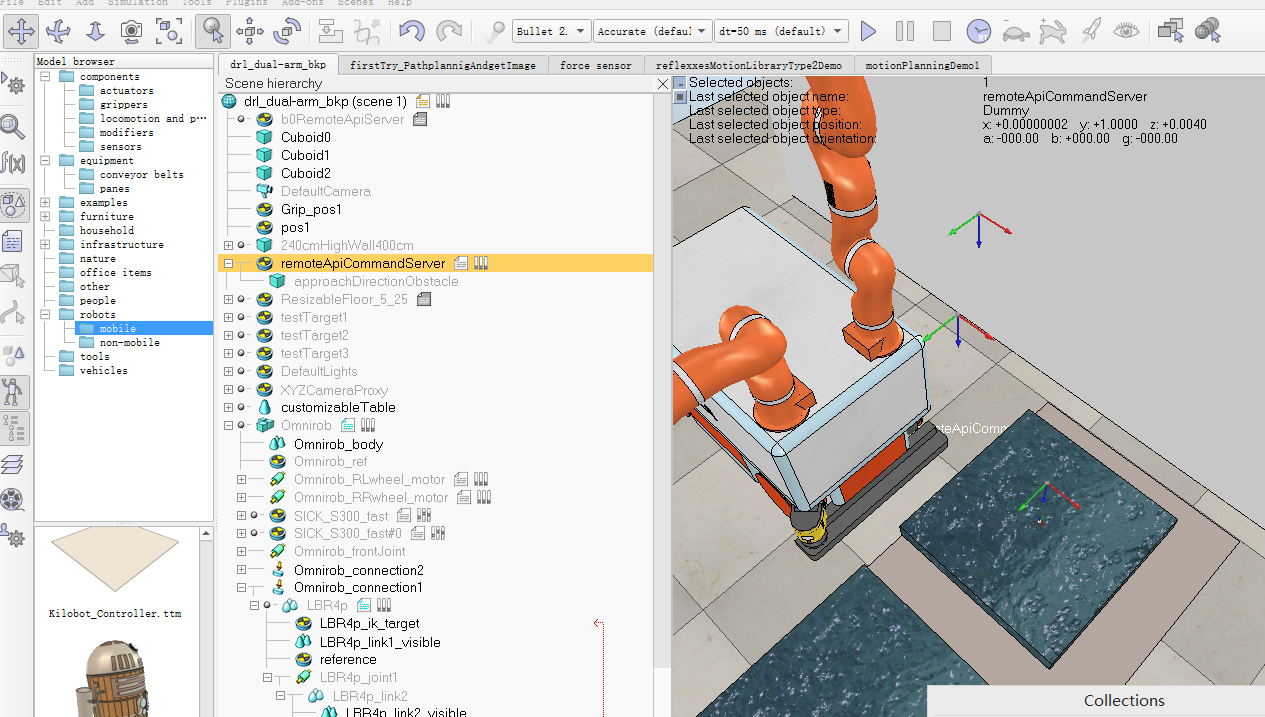 File Edit Add Simulation Tools Plugins Add-ons Scenes Help
Bullet 2. Accurate (defaul dt=50 ms (default)
Model browser
components
actuators
grippers
locomotion and p···
modifiers
sensors
equipment
conveyor belts
panes
examples
furniture
household
infrastructure
nature
office items
other
people
robots
mobile
non-mobile
tools
vehicles
Kilobot_Controller.ttm
drl_dual-arm_bkp firstTry_PathplannigAndgetImage force sensor reflexxesMotionLibraryType2Demo motionPlanningDemo1
Scene hierarchy
drl_dual-arm_bkp (scene 1)
b0RemoteApiServer
Cuboid0
Cuboid1
Cuboid2
DefaultCamera
Grip_pos1
pos1
240cmHighWall400cm
remoteApiCommandServer
approachDirectionObstacle
ResizableFloor_5_25
testTarget1
testTarget2
testTarget3
DefaultLights
XYZCameraProxy
customizableTable
Omnirob
Omnirob_body
Omnirob_ref
Omnirob_RLwheel_motor
Omnirob_RRwheel_motor
SICK_S300_fast
SICK_S300_fast#0
Omnirob_frontJoint
Omnirob_connection2
Omnirob_connection1
LBR4p
LBR4p_ik_target
LBR4p_link1_visible
reference
LBR4p_joint1
LBR4p_link2
LBR4p_link2_visible
Selected objects: 1
Last selected object name: remoteApiCommandServer
Last selected object type: Dummy
Last selected object position: x: +0.00000002 y: +1.0000 z: +0.0040
Last selected object orientation: a: -000.00 b: +000.00 g: -000.00
oteApiComm
Collections